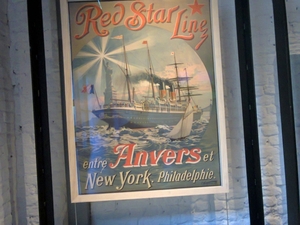 Red Star Line
entre Anvers et
New York. Philadelphie.